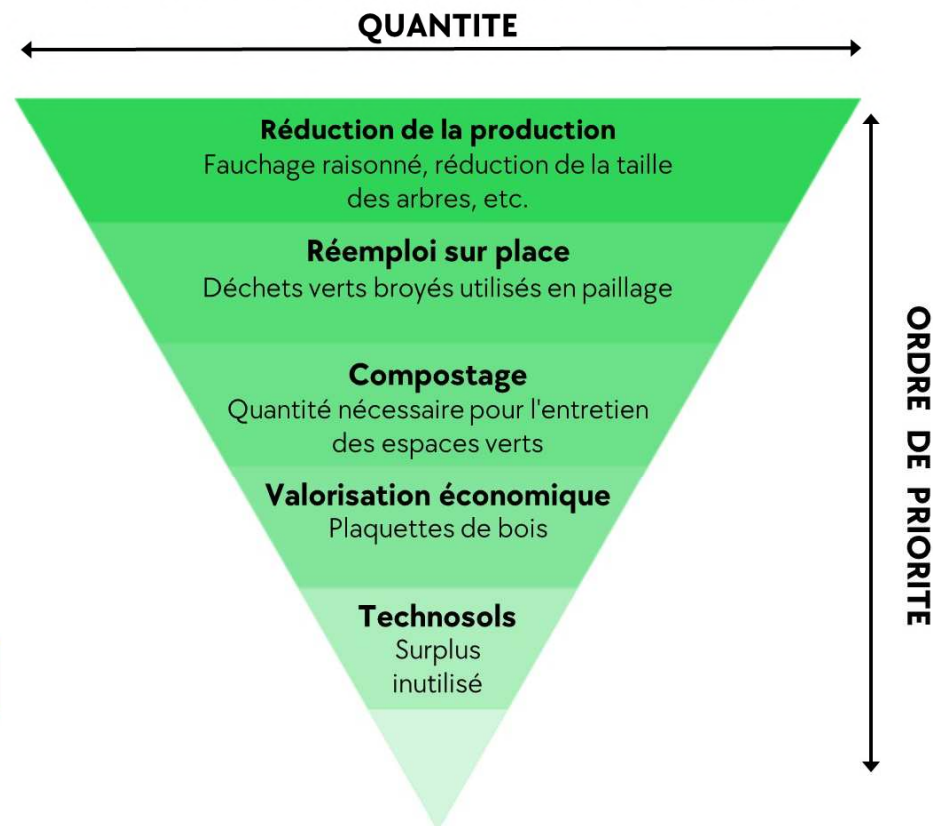 QUANTITE
Réduction de la production
Fauchage raisonné, réduction de la taille
des arbres, etc.
Réemploi sur place
Déchets verts broyés utilisés en paillage
Compostage
Quantité nécessaire pour l'entretien
des espaces verts
Valorisation économique
Plaquettes de bois
Technosols
Surplus
inutilisé
ORDRE DE PRIORITE